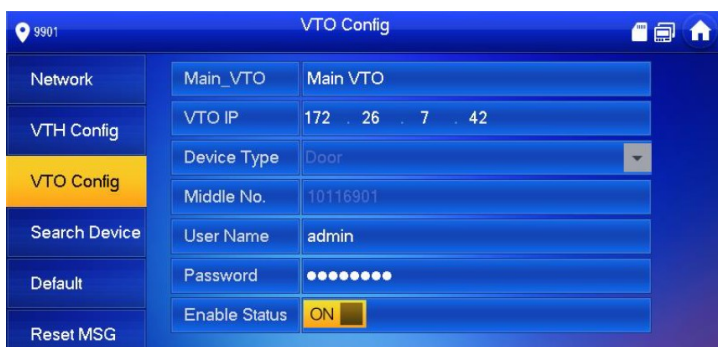 9901
VTO Config
Network
VTH Config
VTO Config
Search Device
Default
Reset MSG
Main_VTO Main VTO
VTO IP 172 . 26 . 7 . 42
Device Type Door
Middle No. 10116901
User Name admin
Password ●●●●●●●●
Enable Status ON